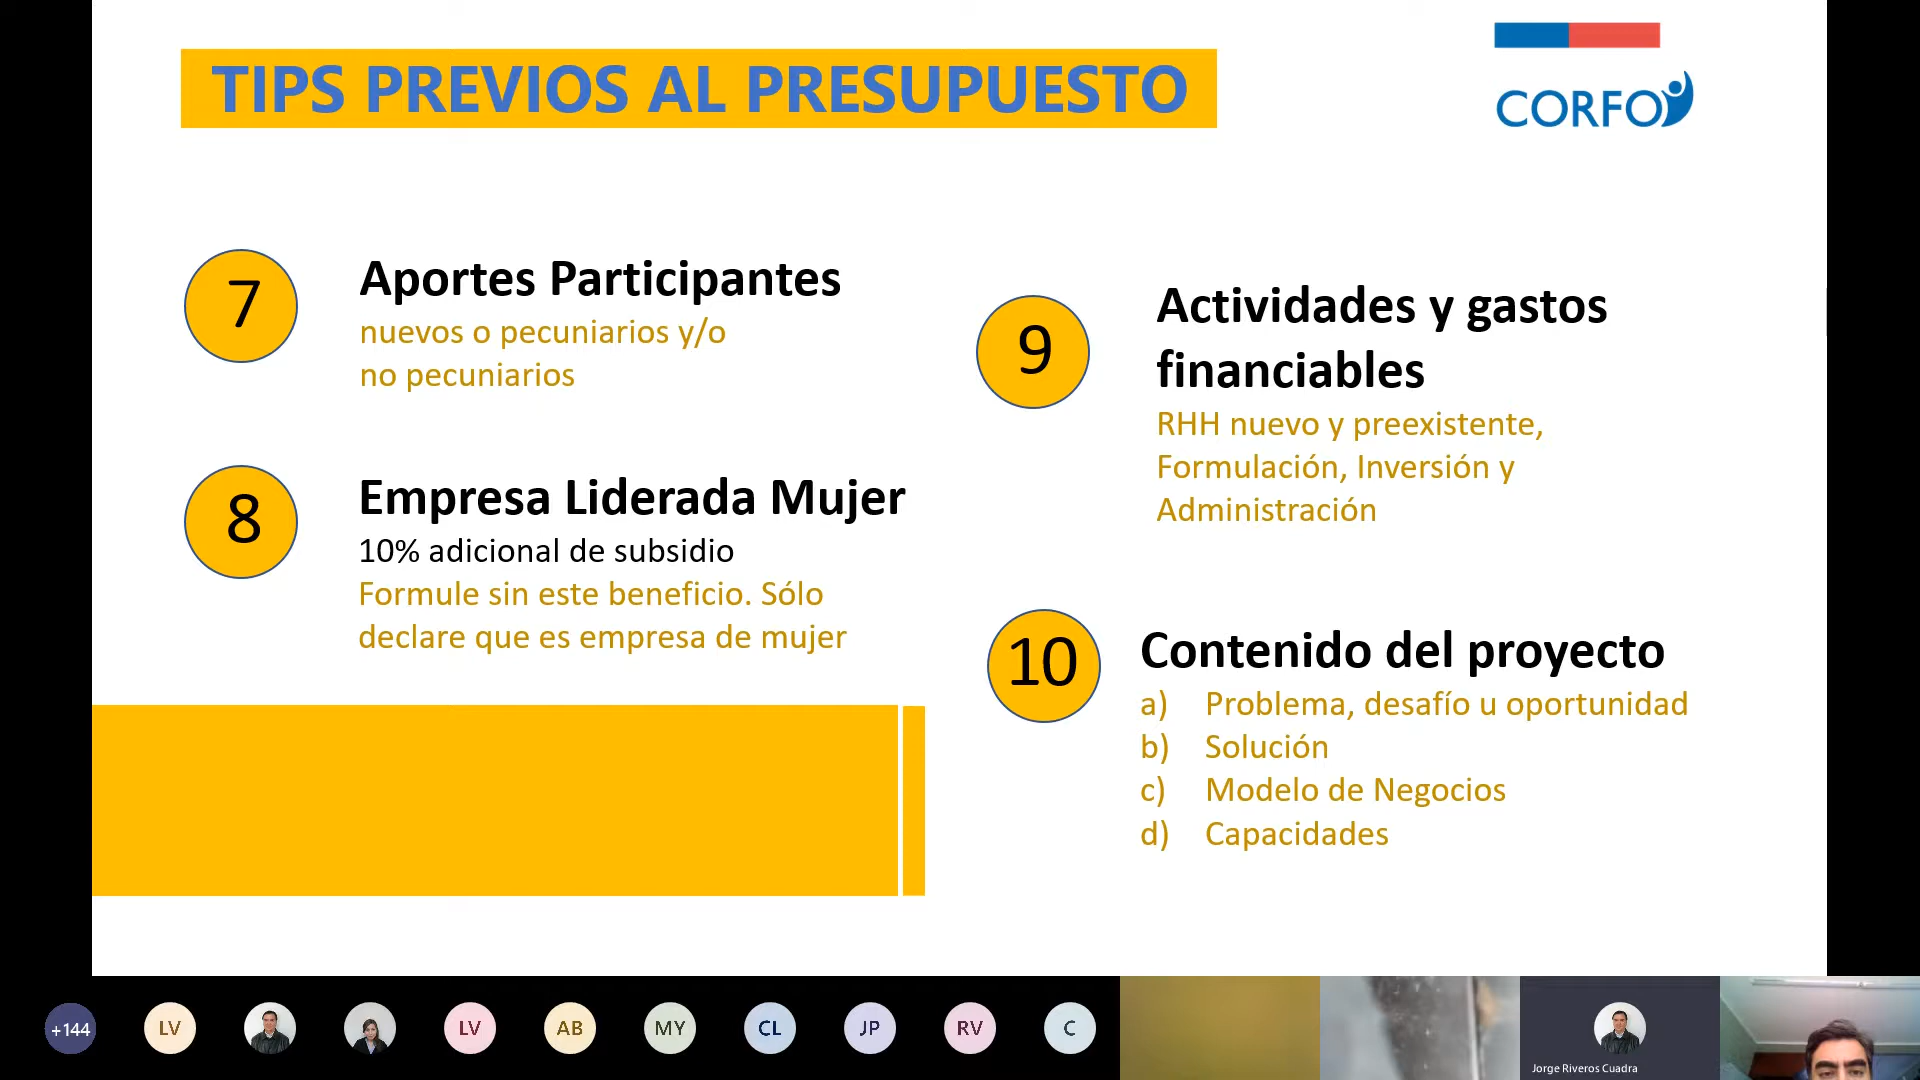 TIPS PREVIOS AL PRESUPUESTO
CORFO
7
Aportes Participantes
nuevos o pecuniarios y/o
no pecuniarios
8
Empresa Liderada Mujer
10% adicional de subsidio
Formule sin este beneficio. Sólo
declare que es empresa de mujer
9
Actividades y gastos
financiables
RHH nuevo y preexistente,
Formulación, Inversión y
Administración
10
Contenido del proyecto
a) Problema, desafío u oportunidad
b) Solución
c) Modelo de Negocios
d) Capacidades
+144
LV
LV
AB
MY
CL
JP
RV
C
Jorge Riveros Cuadra